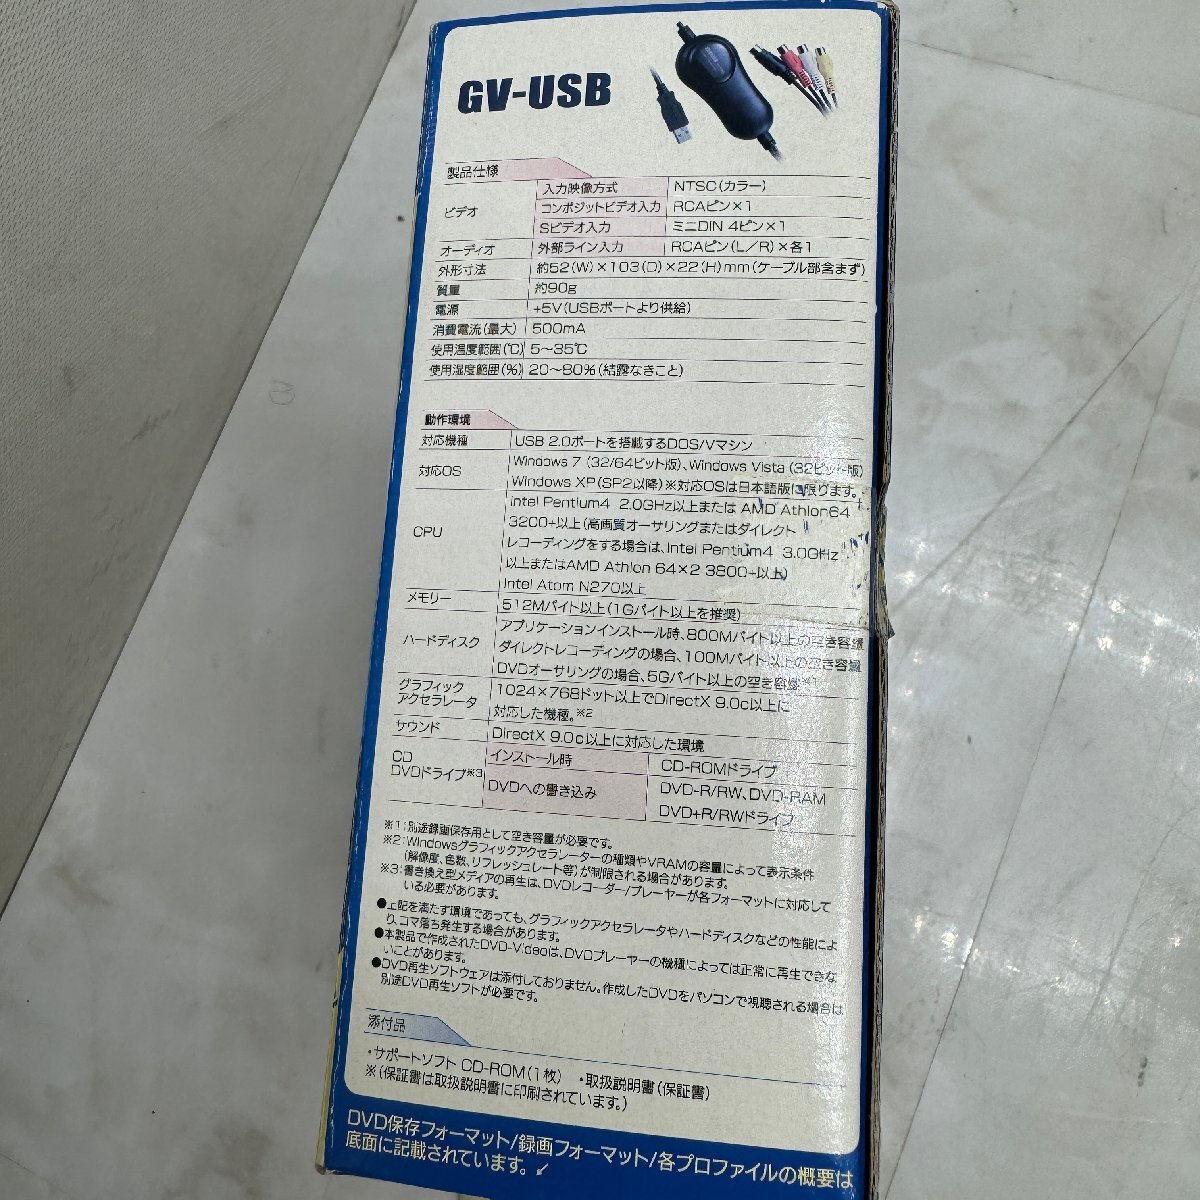 GV-USB
製品仕様
ビデオ 入力映像方式 NTSC(カラー)
コンポジットビデオ入力 RCAピン×1
Sビデオ入力 ミニDIN 4ピン×1
オーディオ 外部ライン入力 RCAピン(L/R)×各1
外形寸法 約52(W)×103(D)×22(H)mm(ケーブル部含まず)
質量 約90g
電源 +5V(USBポートより供給)
消費電流(最大) 500mA
使用温度範囲(℃) 5～35℃
使用湿度範囲(%) 20～80%(結露なきこと)
動作環境
対応機種 USB 2.0ポートを搭載するDOS/Vマシン
対応OS Windows 7 (32/64ビット版)、Windows Vista (32ビット版)
Windows XP(SP2以降)※対応OSは日本語版に限ります。
CPU Intel Pentium4 2.0GHz以上または AMD Athlon64
3200+以上(高画質オーサリングまたはダイレクト
レコーディングをする場合は、Intel Pentium4 3.0GHz
以上またはAMD Athlon 64×2 3800+以上)
Intel Atom N270以上
メモリー 512Mバイト以上(1Gバイト以上を推奨)
ハードディスク アプリケーションインストール時、800Mバイト以上の空き容量
ダイレクトレコーディングの場合、100Mバイト以上の空き容量
DVDオーサリングの場合、5Gバイト以上の空き容量※1
グラフィック アクセラレータ 1024×768ドット以上でDirectX 9.0c以上に
対応した機種。※2
サウンド DirectX 9.0c以上に対応した環境
CD DVDドライブ※3 インストール時 CD-ROMドライブ
DVDへの書き込み DVD-R/RW、DVD-RAM
DVD+R/RWドライブ
※1:別途録画保存用として空き容量が必要です。
※2:Windowsグラフィックアクセラレーターの種類やVRAMの容量によって表示条件
(解像度、色数、リフレッシュレート等)が制限される場合があります。
※3:書き換え型メディアの再生は、DVDレコーダー/プレーヤーが各フォーマットに対応して
いる必要があります。
●上記を満たす環境であっても、グラフィックアクセラレータやハードディスクなどの性能によ
り、コマ落ち発生する場合があります。
●本製品で作成されたDVD-Videoは、DVDプレーヤーの機種によっては正常に再生できな
いことがあります。
●DVD再生ソフトウェアは添付しておりません。作成したDVDをパソコンで視聴される場合は
別途DVD再生ソフトが必要です。
添付品
・サポートソフト CD-ROM(1枚) ・取扱説明書(保証書)
※(保証書は取扱説明書に印刷されています。)
DVD保存フォーマット/録画フォーマット/各プロファイルの概要は
底面に記載されています。↙